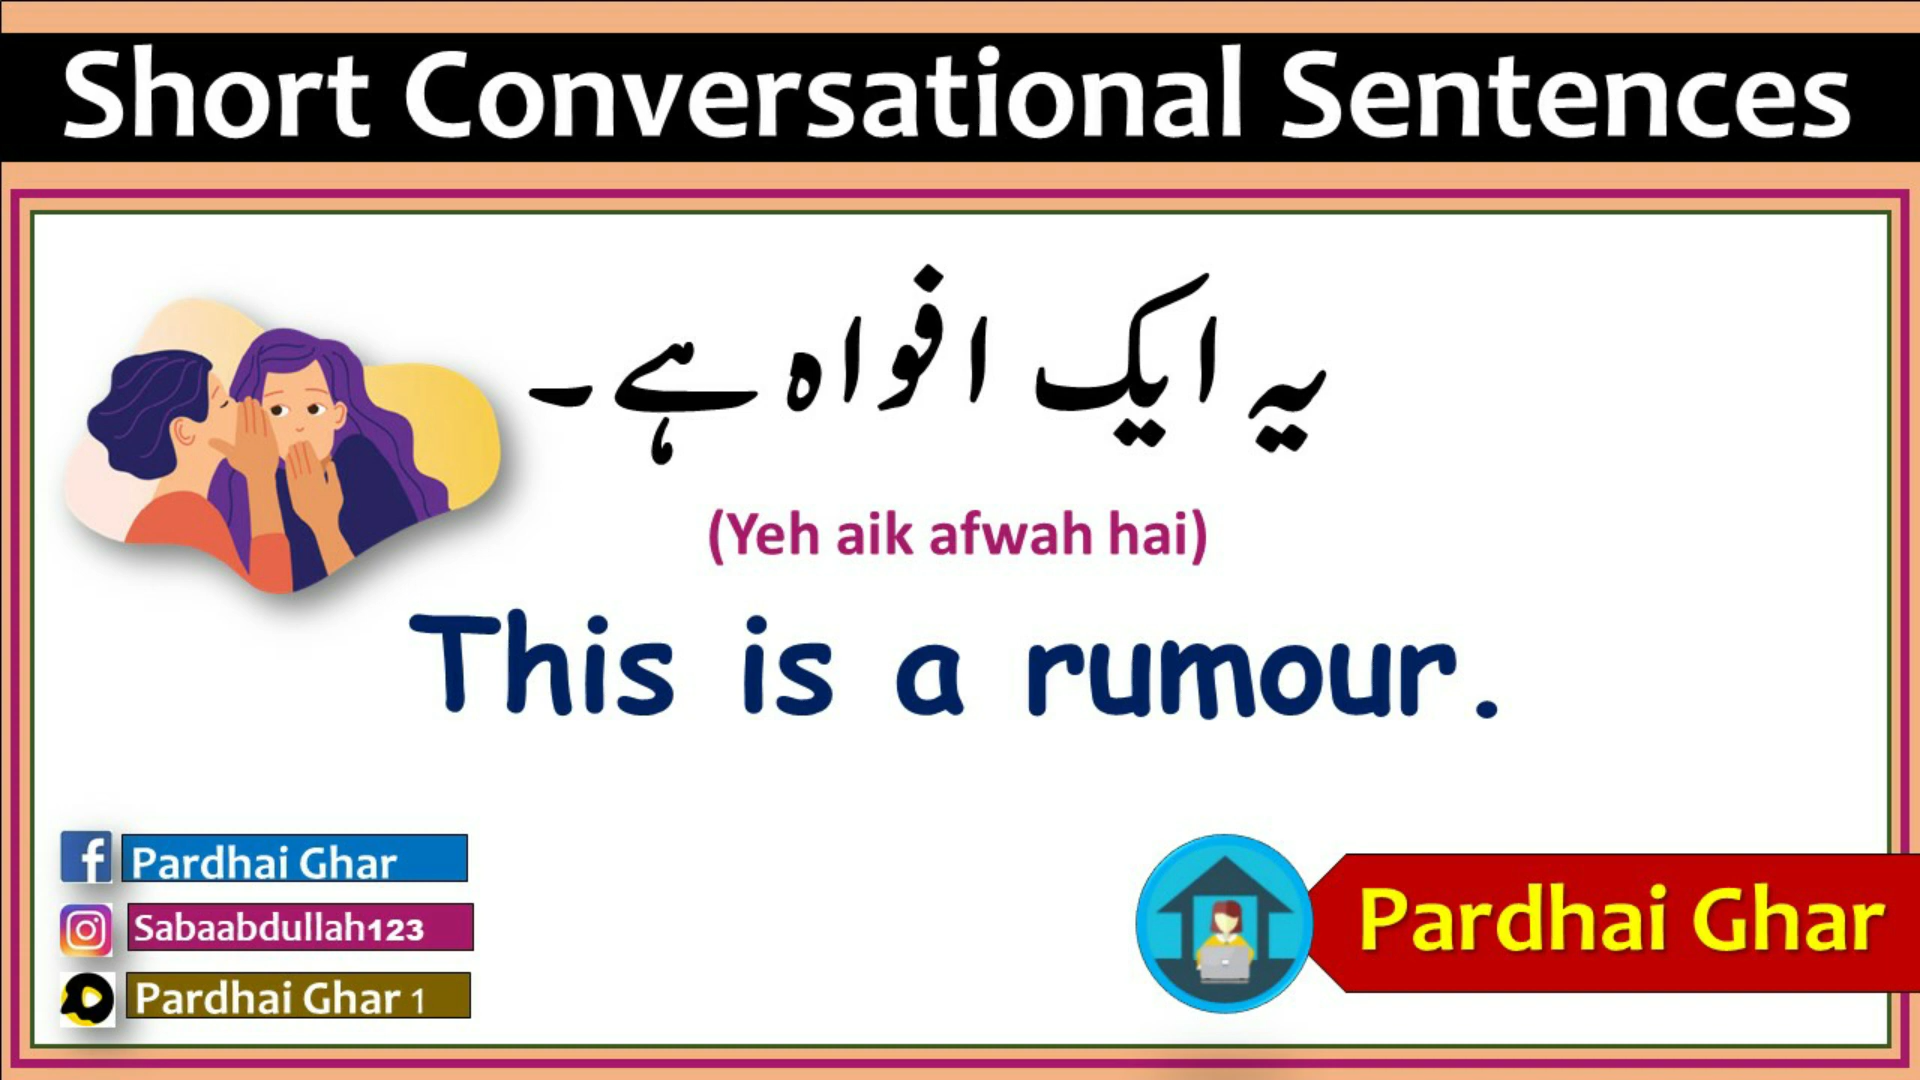 Short Conversational Sentences
یہ ایک افواہ ہے۔
(Yeh aik afwah hai)
This is a rumour.
f Pardhai Ghar
Sabaabdullah123
Pardhai Ghar 1
Pardhai Ghar